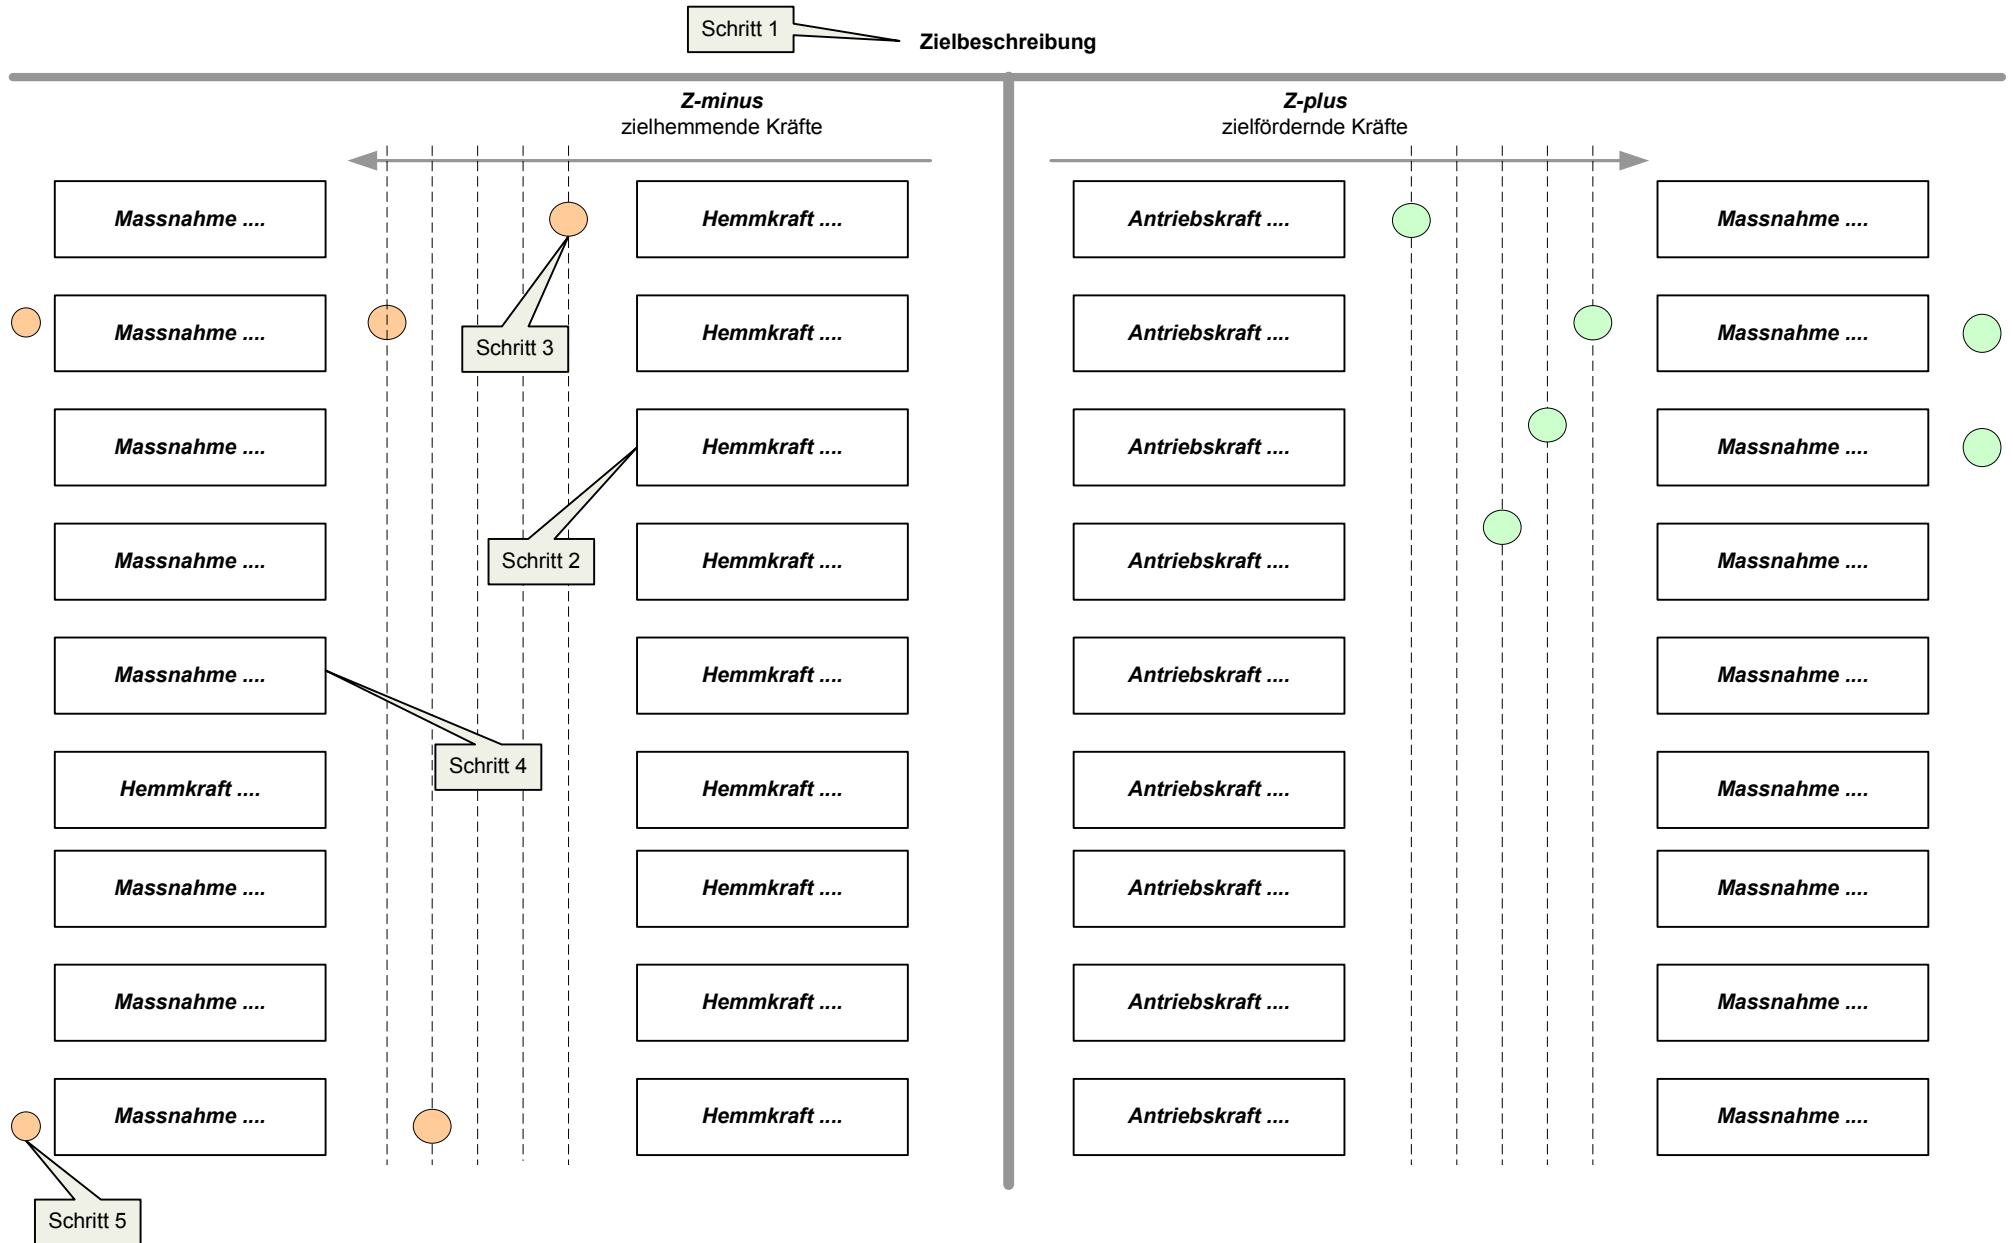 Schritt 1
Zielbeschreibung
Z-minus
zielhemmende Kräfte
Z-plus
zielfördernde Kräfte
Massnahme ....
Hemmkraft ....
Antriebskraft ....
Massnahme ....
Massnahme ....
Schritt 3
Hemmkraft ....
Antriebskraft ....
Massnahme ....
Massnahme ....
Hemmkraft ....
Antriebskraft ....
Massnahme ....
Massnahme ....
Schritt 2
Hemmkraft ....
Antriebskraft ....
Massnahme ....
Massnahme ....
Hemmkraft ....
Antriebskraft ....
Massnahme ....
Hemmkraft ....
Schritt 4
Hemmkraft ....
Antriebskraft ....
Massnahme ....
Massnahme ....
Hemmkraft ....
Antriebskraft ....
Massnahme ....
Massnahme ....
Hemmkraft ....
Antriebskraft ....
Massnahme ....
Massnahme ....
Hemmkraft ....
Antriebskraft ....
Massnahme ....
Schritt 5